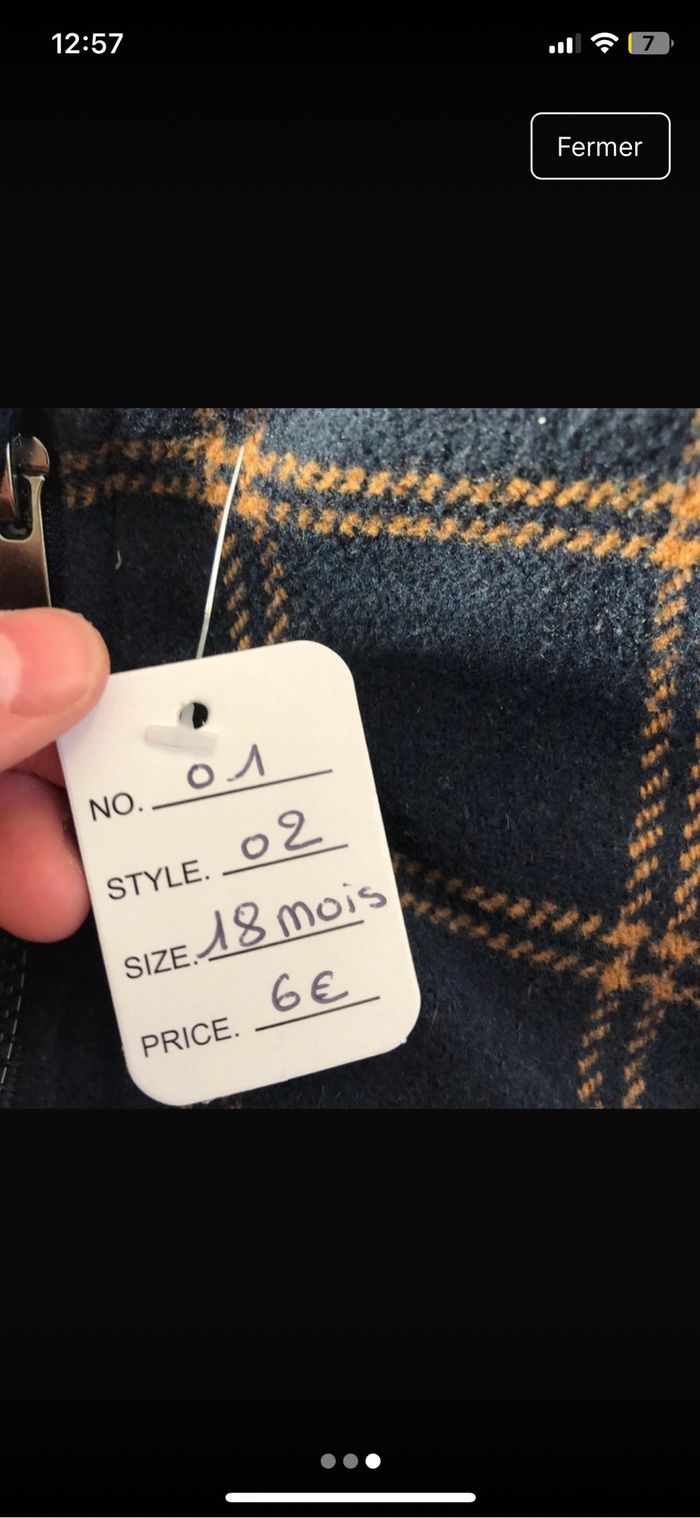 12:57
7
Fermer
NO. 01
STYLE. 02
SIZE. 18 mois
PRICE. 6€